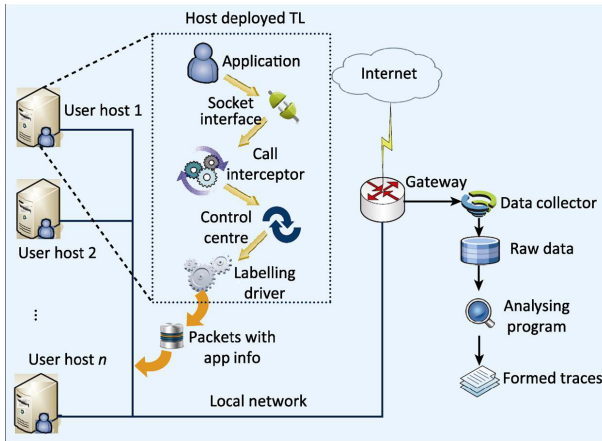 Host deployed TL
Application
Internet
User host 1
Socket
interface
Call
interceptor
Gateway
Data collector
User host 2
Control
centre
Raw data
Labelling
driver
...
Analysing
program
Packets with
app info
User host n
Formed traces
Local network